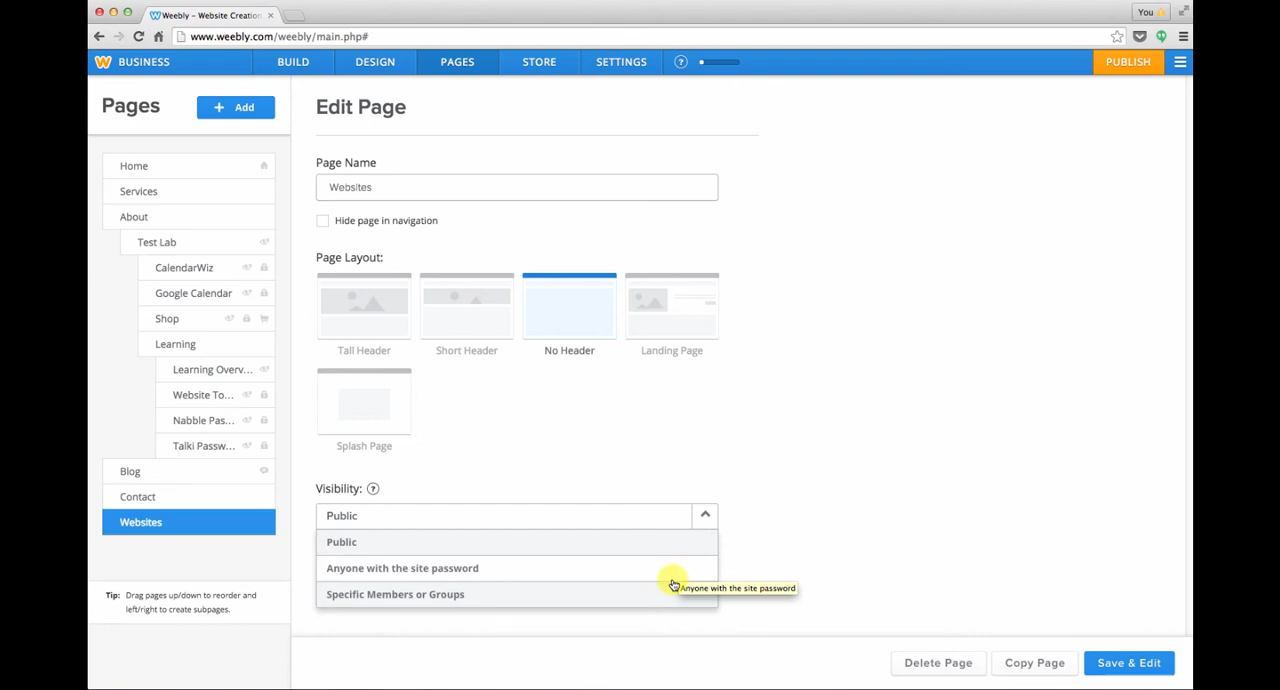 Weebly – Website Creation
You
www.weebly.com/weebly/main.php#
BUSINESS
BUILD
DESIGN
PAGES
STORE
SETTINGS
?
PUBLISH
Pages
+ Add
Home
Services
About
Test Lab
CalendarWiz
Google Calendar
Shop
Learning
Learning Overv...
Website To...
Nabble Pas...
Talki Passw...
Blog
Contact
Websites
Tip: Drag pages up/down to reorder and
left/right to create subpages.
Edit Page
Page Name
Websites
Hide page in navigation
Page Layout:
Tall Header
Short Header
No Header
Landing Page
Splash Page
Visibility: ?
Public
Public
Anyone with the site password
Anyone with the site password
Specific Members or Groups
Delete Page
Copy Page
Save & Edit